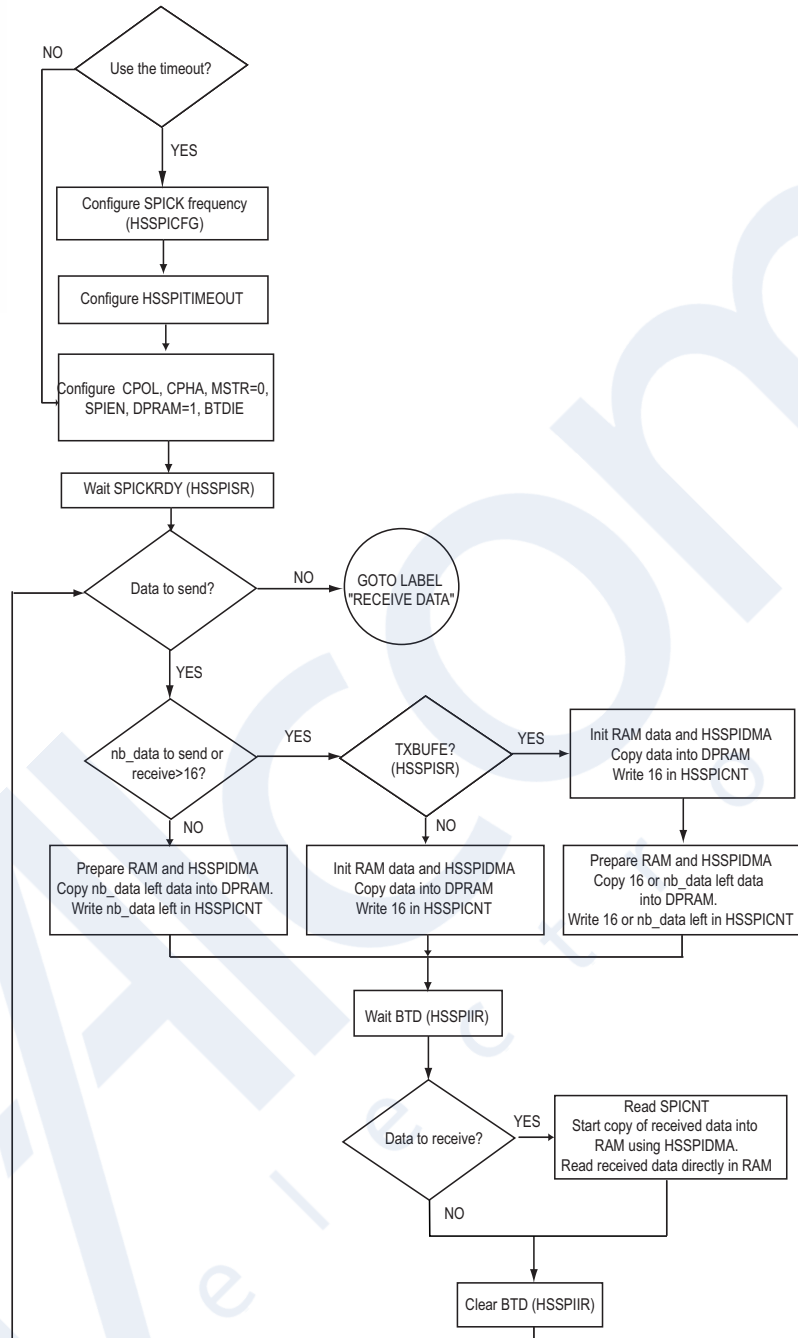 Use the timeout?
NO
YES
Configure SPICK frequency
(HSSPICFG)
Configure HSSPITIMEOUT
Configure CPOL, CPHA, MSTR=0,
SPIEN, DPRAM=1, BTDIE
Wait SPICKRDY (HSSPISR)
Data to send?
NO
GOTO LABEL
"RECEIVE DATA"
YES
nb_data to send or
receive>16?
YES
TXBUFE?
(HSSPISR)
YES
Init RAM data and HSSPIDMA
Copy data into DPRAM
Write 16 in HSSPICNT
NO
NO
Prepare RAM and HSSPIDMA
Copy nb_data left data into DPRAM.
Write nb_data left in HSSPICNT
Init RAM data and HSSPIDMA
Copy data into DPRAM
Write 16 in HSSPICNT
Prepare RAM and HSSPIDMA
Copy 16 or nb_data left data
into DPRAM.
Write 16 or nb_data left in HSSPICNT
Wait BTD (HSSPIIR)
Data to receive?
YES
Read SPICNT
Start copy of received data into
RAM using HSSPIDMA.
Read received data directly in RAM
NO
Clear BTD (HSSPIIR)
Alcom
electro